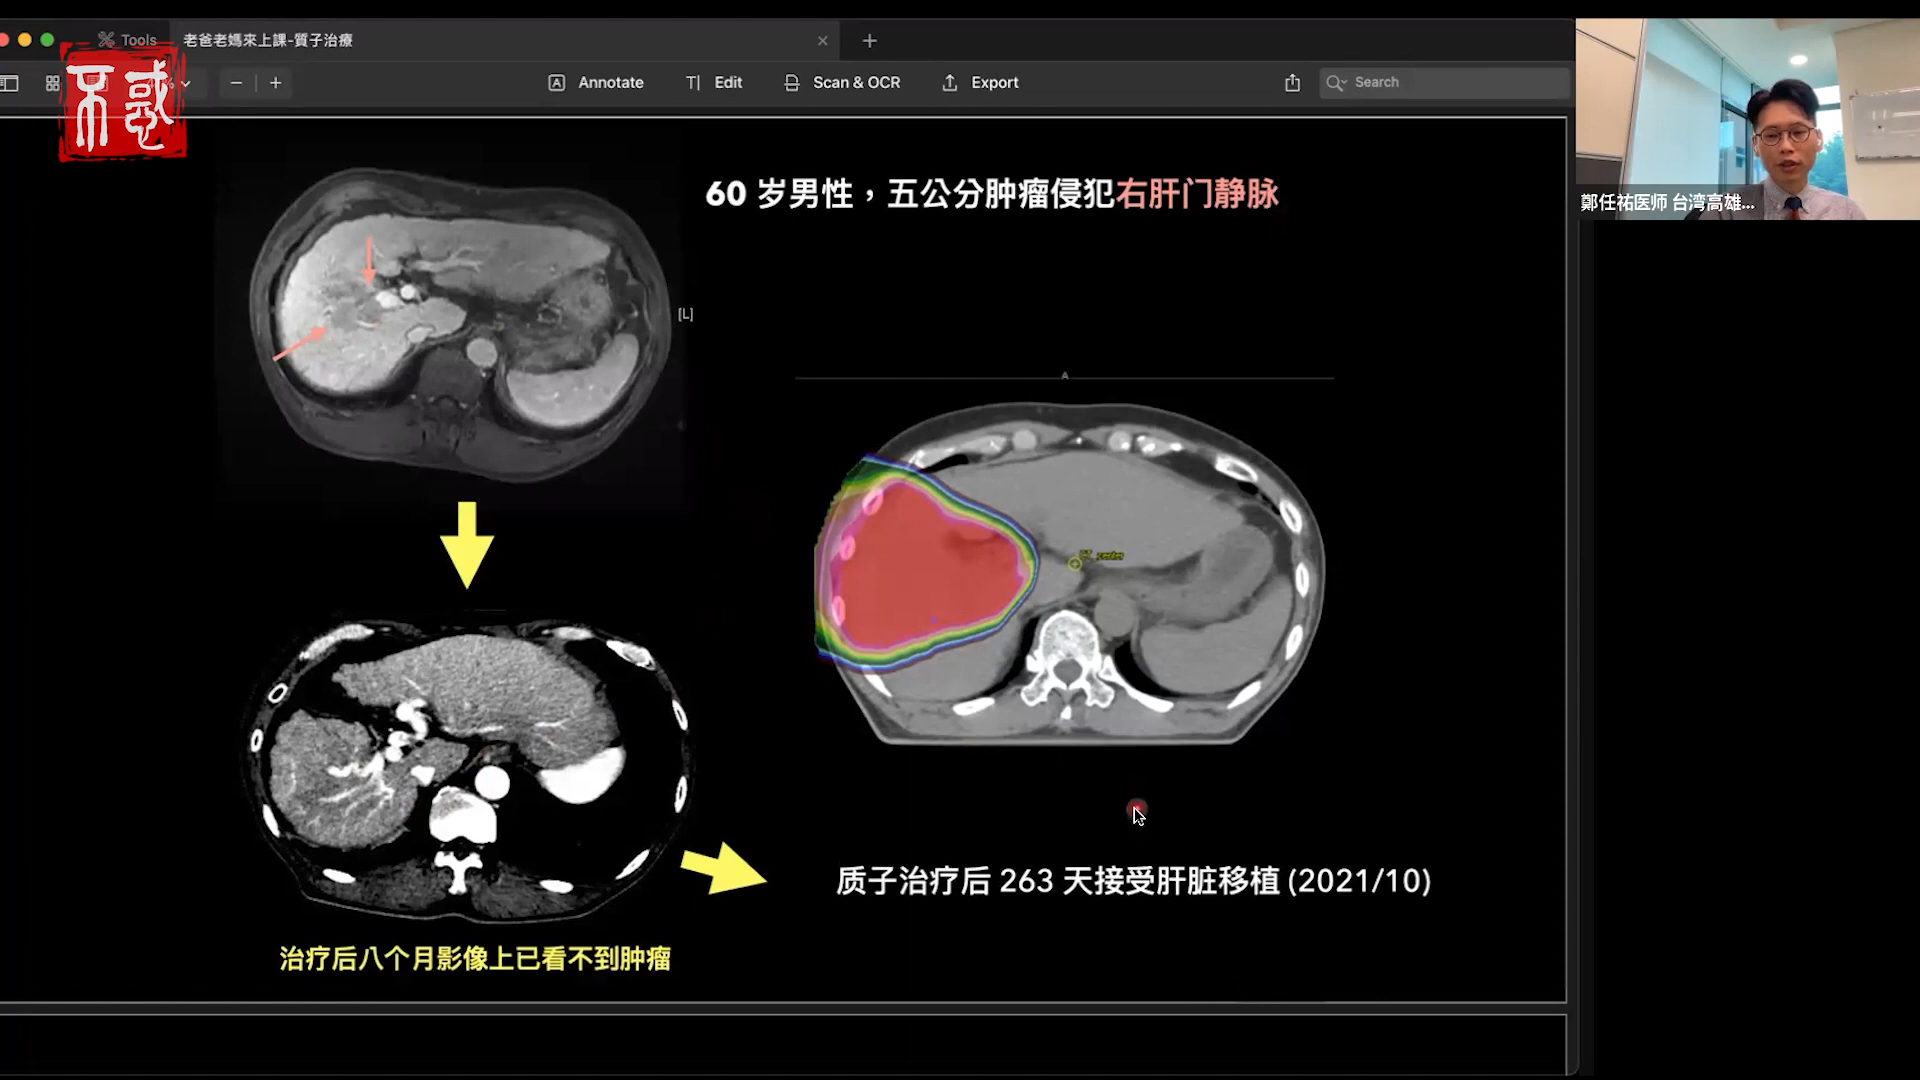 Tools
老爸老媽來上課-質子治療
不惑
Annotate
Edit
Scan & OCR
Export
Search
鄭任祐医师 台湾高雄...
60 岁男性，五公分肿瘤侵犯右肝门静脉
[L]
A
质子治疗后 263 天接受肝脏移植 (2021/10)
治疗后八个月影像上已看不到肿瘤